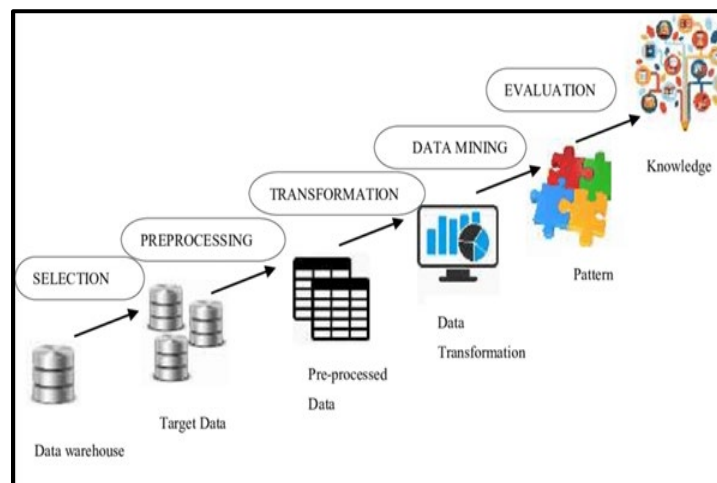 EVALUATION
DATA MINING
Knowledge
TRANSFORMATION
PREPROCESSING
Pattern
SELECTION
Data
Transformation
Pre-processed
Data
Target Data
Data warehouse